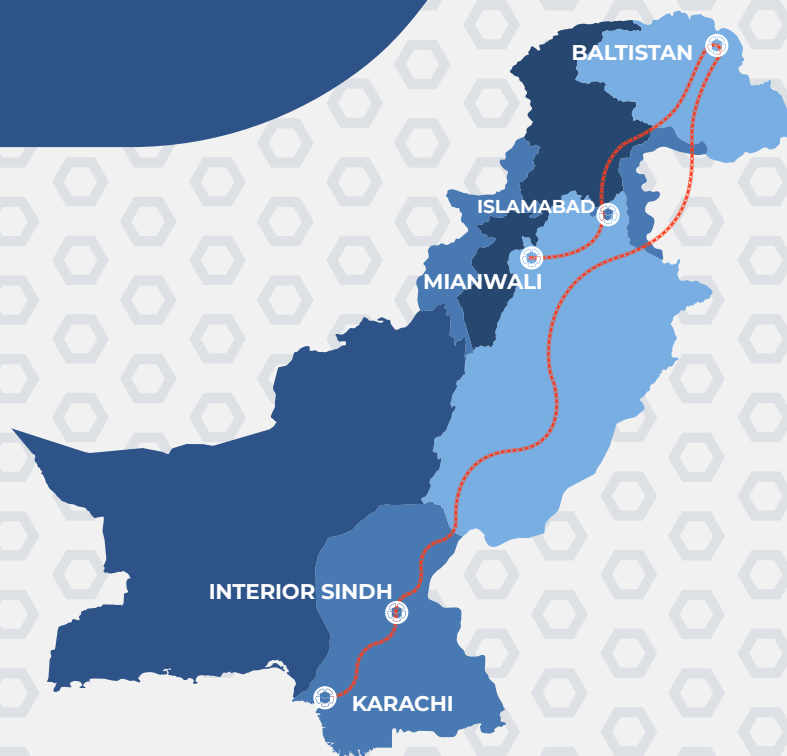 BALTISTAN
ISLAMABAD
MIANWALI
INTERIOR SINDH
KARACHI